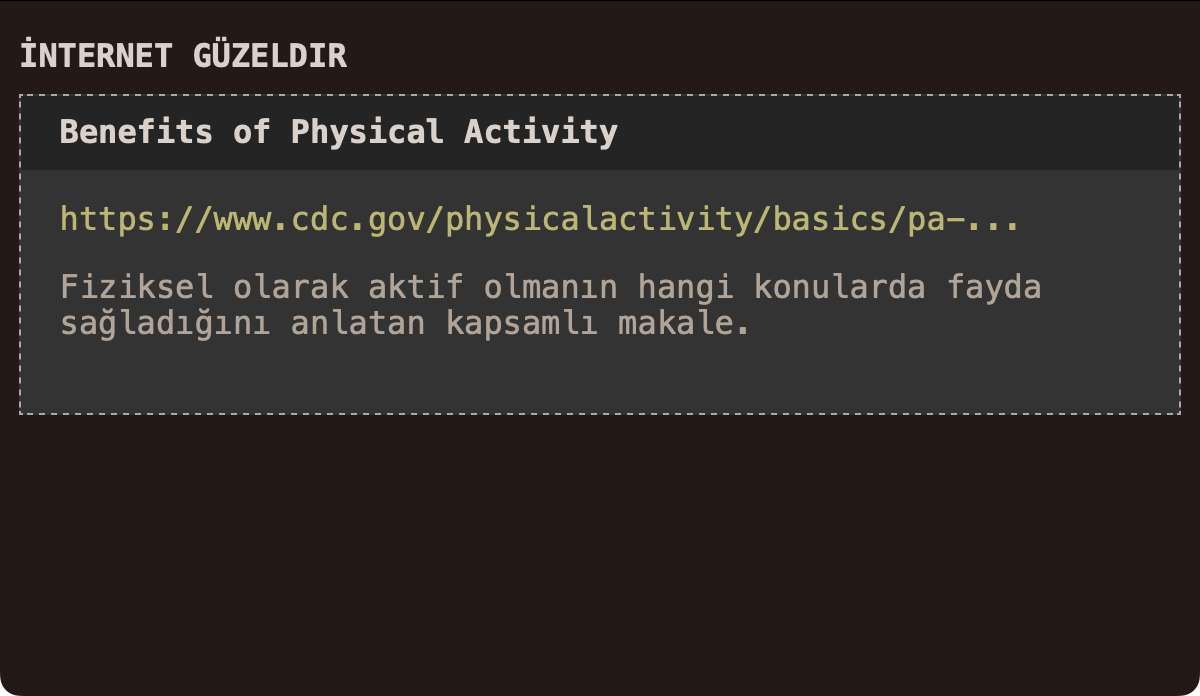 İNTERNET GÜZELDIR
Benefits of Physical Activity
https://www.cdc.gov/physicalactivity/basics/pa-...
Fiziksel olarak aktif olmanın hangi konularda fayda
sağladığını anlatan kapsamlı makale.